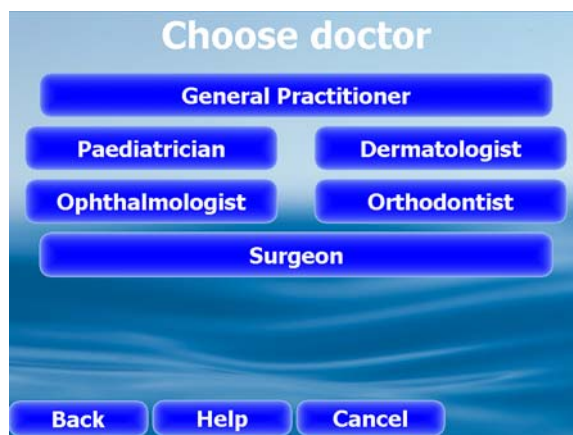 Choose doctor
General Practitioner
Paediatrician Dermatologist
Ophthalmologist Orthodontist
Surgeon
Back Help Cancel